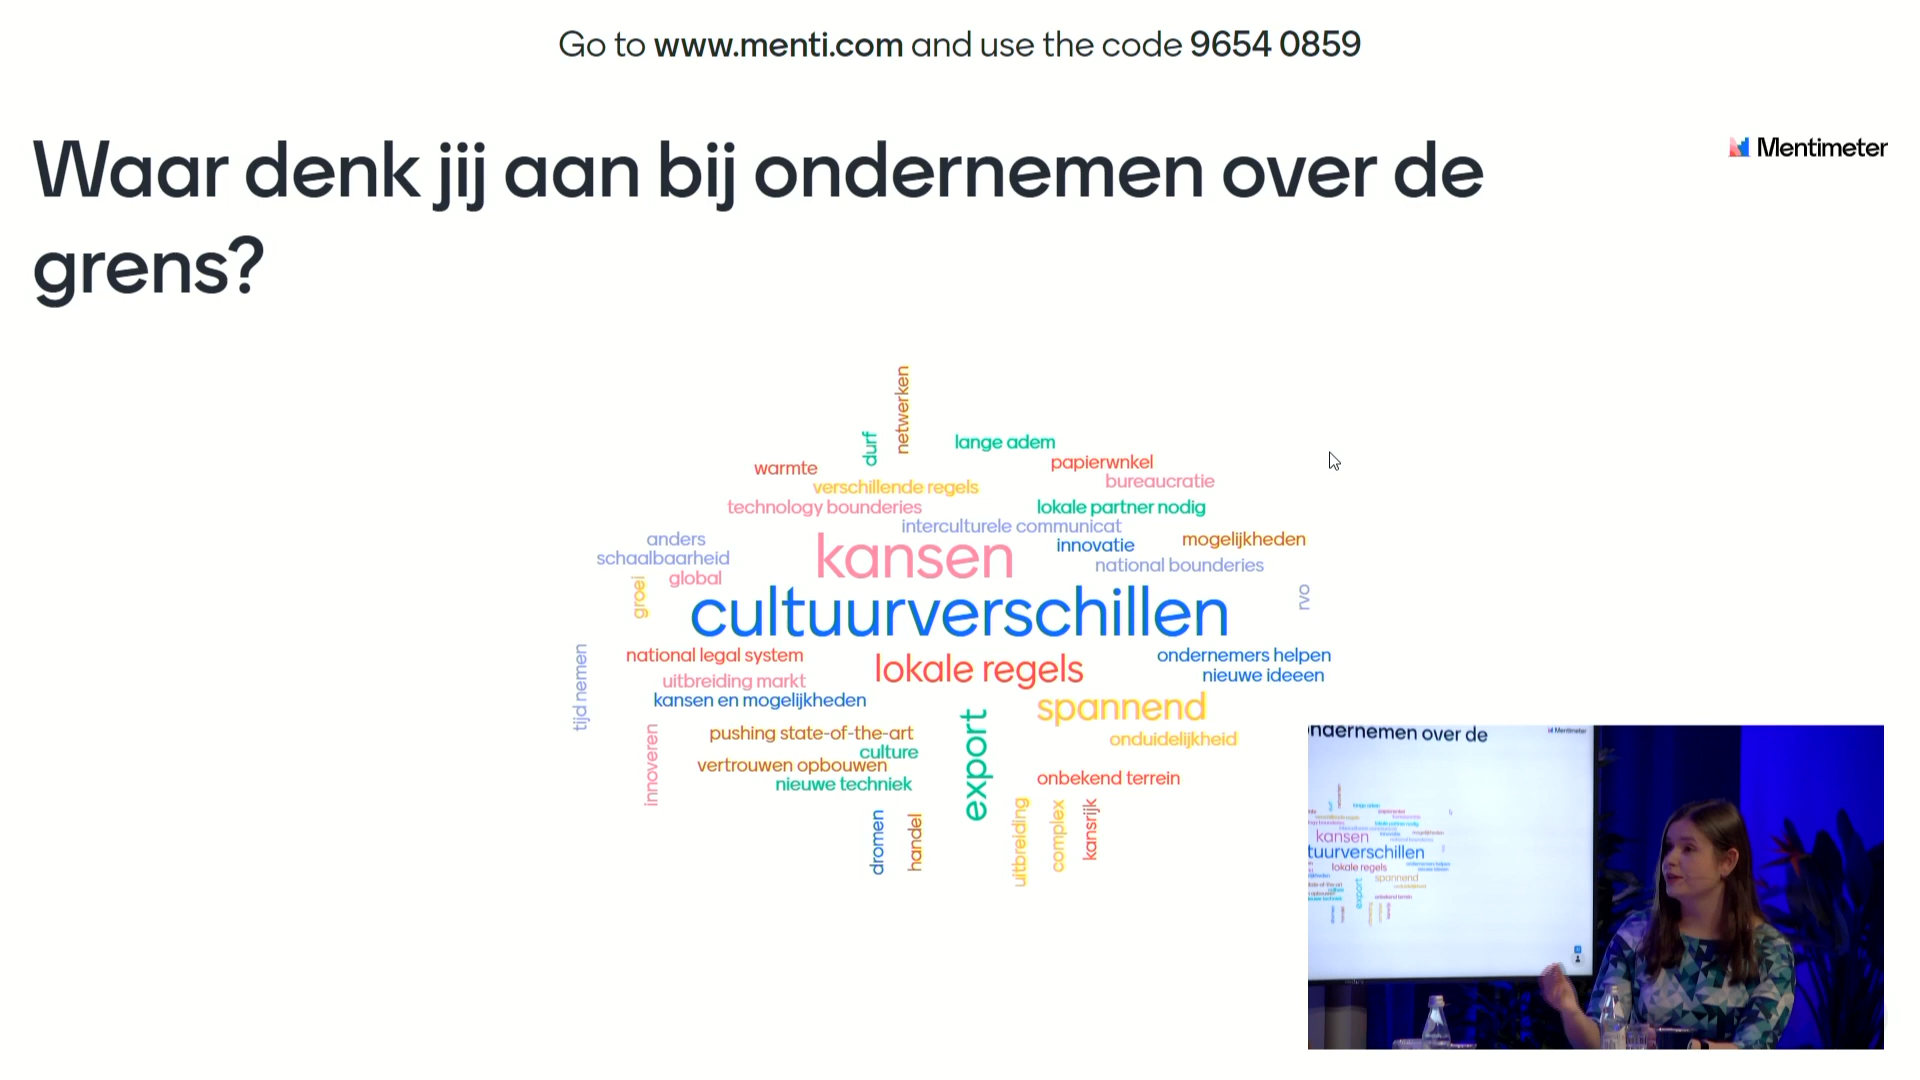 Go to www.menti.com and use the code 9654 0859
Waar denk jij aan bij ondernemen over de
grens?
Mentimeter
netwerken
durf
lange adem
warmte
papierwnkel
verschillende regels
bureaucratie
technology bounderies
lokale partner nodig
interculturele communicat
anders
kansen
innovatie
mogelijkheden
schaalbaarheid
national bounderies
global
groei
rvo
cultuurverschillen
tijd nemen
national legal system
lokale regels
ondernemers helpen
uitbreiding markt
nieuwe ideeen
kansen en mogelijkheden
spannend
export
innoveren
pushing state-of-the-art
onduidelijkheid
culture
vertrouwen opbouwen
onbekend terrein
nieuwe techniek
dromen
handel
uitbreiding
complex
kansrijk
ndernemen over de
Mentimeter
kansen
tuurverschillen
lokale regels
spannend
export